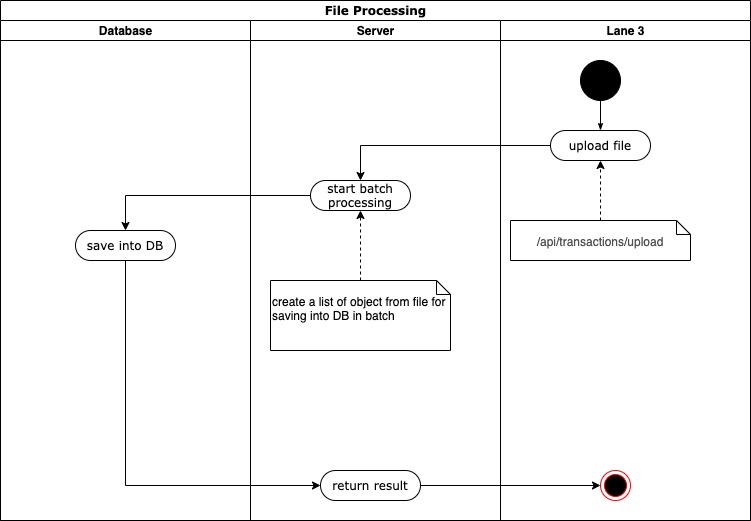 File Processing
Database
Server
Lane 3
upload file
start batch
processing
save into DB
/api/transactions/upload
create a list of object from file for
saving into DB in batch
return result